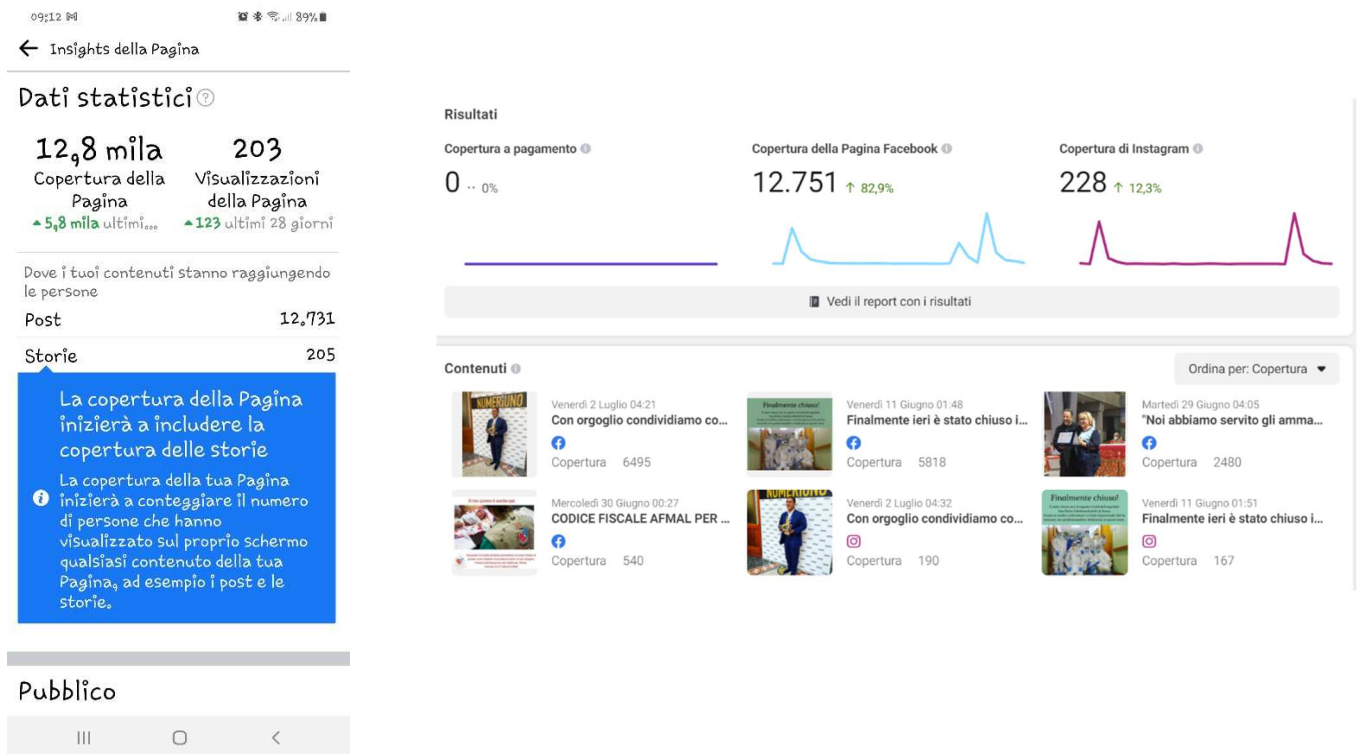 09:12
89%
Insights della Pagina
Dati statistici
12,8 mila
Copertura della
Pagina
5,8 mila ultimi...
203
Visualizzazioni
della Pagina
123 ultimi 28 giorni
Dove i tuoi contenuti stanno raggiungendo
le persone
Post 12.731
Storie 205
La copertura della Pagina
inizierà a includere la
copertura delle storie
La copertura della tua Pagina
inizierà a conteggiare il numero
di persone che hanno
visualizzato sul proprio schermo
qualsiasi contenuto della tua
Pagina, ad esempio i post e le
storie.
Pubblico
Risultati
Copertura a pagamento
0 -- 0%
Copertura della Pagina Facebook
12.751 ↑ 82,9%
Copertura di Instagram
228 ↑ 12,3%
Vedi il report con i risultati
Contenuti
Ordina per: Copertura
NUMERIUNO
Venerdì 2 Luglio 04:21
Con orgoglio condividiamo co...
Copertura 6495
Finalmente chiuso!
Venerdì 11 Giugno 01:48
Finalmente ieri è stato chiuso i...
Copertura 5818
Martedì 29 Giugno 04:05
"Noi abbiamo servito gli amma...
Copertura 2480
Mercoledì 30 Giugno 00:27
CODICE FISCALE AFMAL PER ...
Copertura 540
NUMERIUNO
Venerdì 2 Luglio 04:32
Con orgoglio condividiamo co...
Copertura 190
Finalmente chiuso!
Venerdì 11 Giugno 01:51
Finalmente ieri è stato chiuso i...
Copertura 167